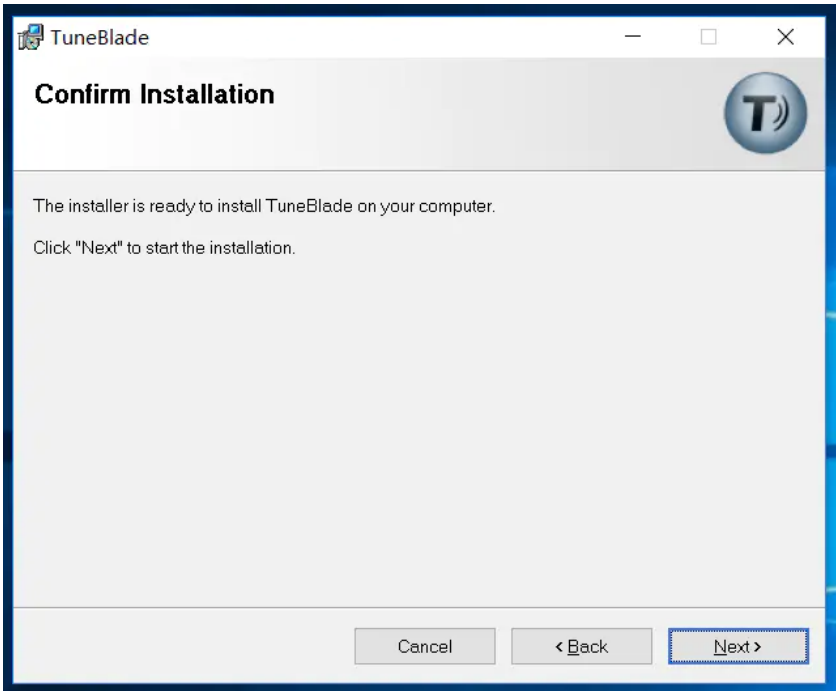 TuneBlade
Confirm Installation
T
The installer is ready to install TuneBlade on your computer.
Click "Next" to start the installation.
Cancel
< Back
Next >